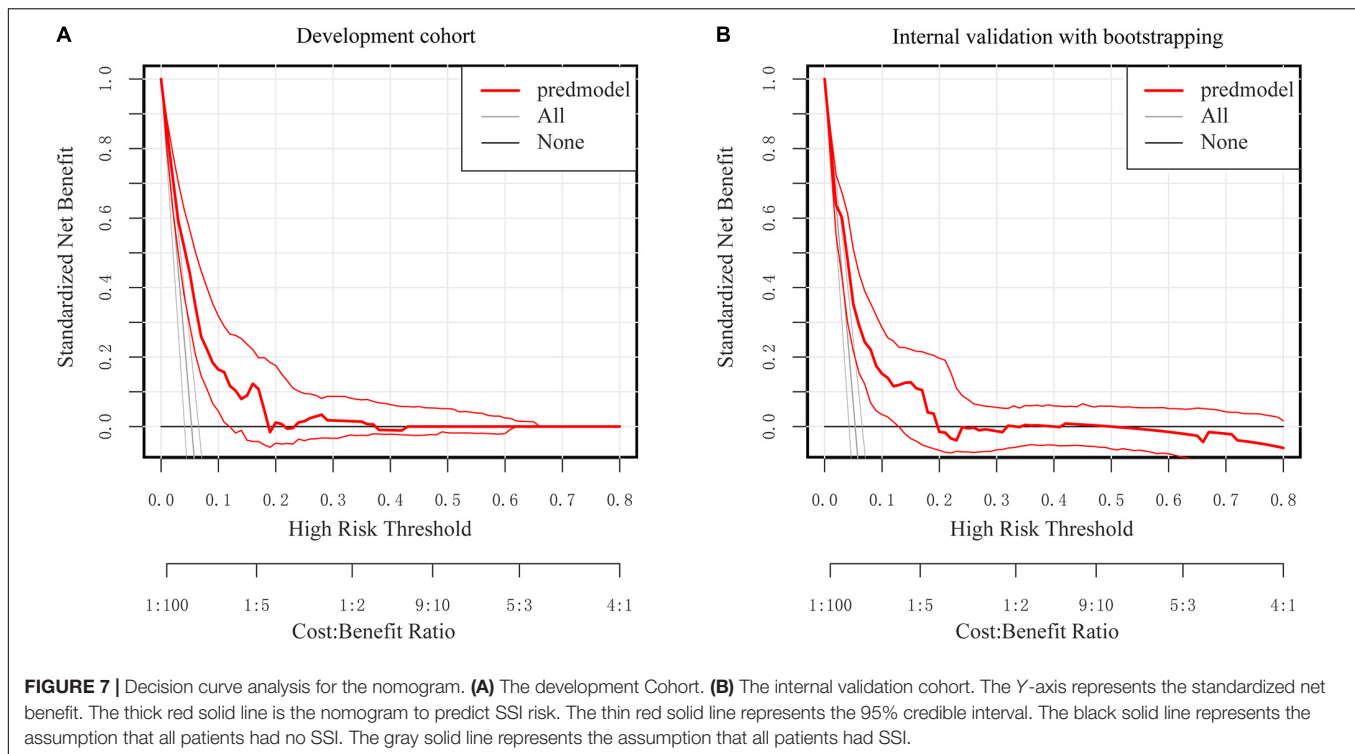 A
Development cohort
predmodel
All
None
Standardized Net Benefit
1.0
0.8
0.6
0.4
0.2
0.0
0.0 0.1 0.2 0.3 0.4 0.5 0.6 0.7 0.8
High Risk Threshold
1:100 1:5 1:2 9:10 5:3 4:1
Cost:Benefit Ratio
B
Internal validation with bootstrapping
predmodel
All
None
Standardized Net Benefit
1.0
0.8
0.6
0.4
0.2
0.0
0.0 0.1 0.2 0.3 0.4 0.5 0.6 0.7 0.8
High Risk Threshold
1:100 1:5 1:2 9:10 5:3 4:1
Cost:Benefit Ratio
FIGURE 7 | Decision curve analysis for the nomogram. (A) The development Cohort. (B) The internal validation cohort. The Y-axis represents the standardized net
benefit. The thick red solid line is the nomogram to predict SSI risk. The thin red solid line represents the 95% credible interval. The black solid line represents the
assumption that all patients had no SSI. The gray solid line represents the assumption that all patients had SSI.